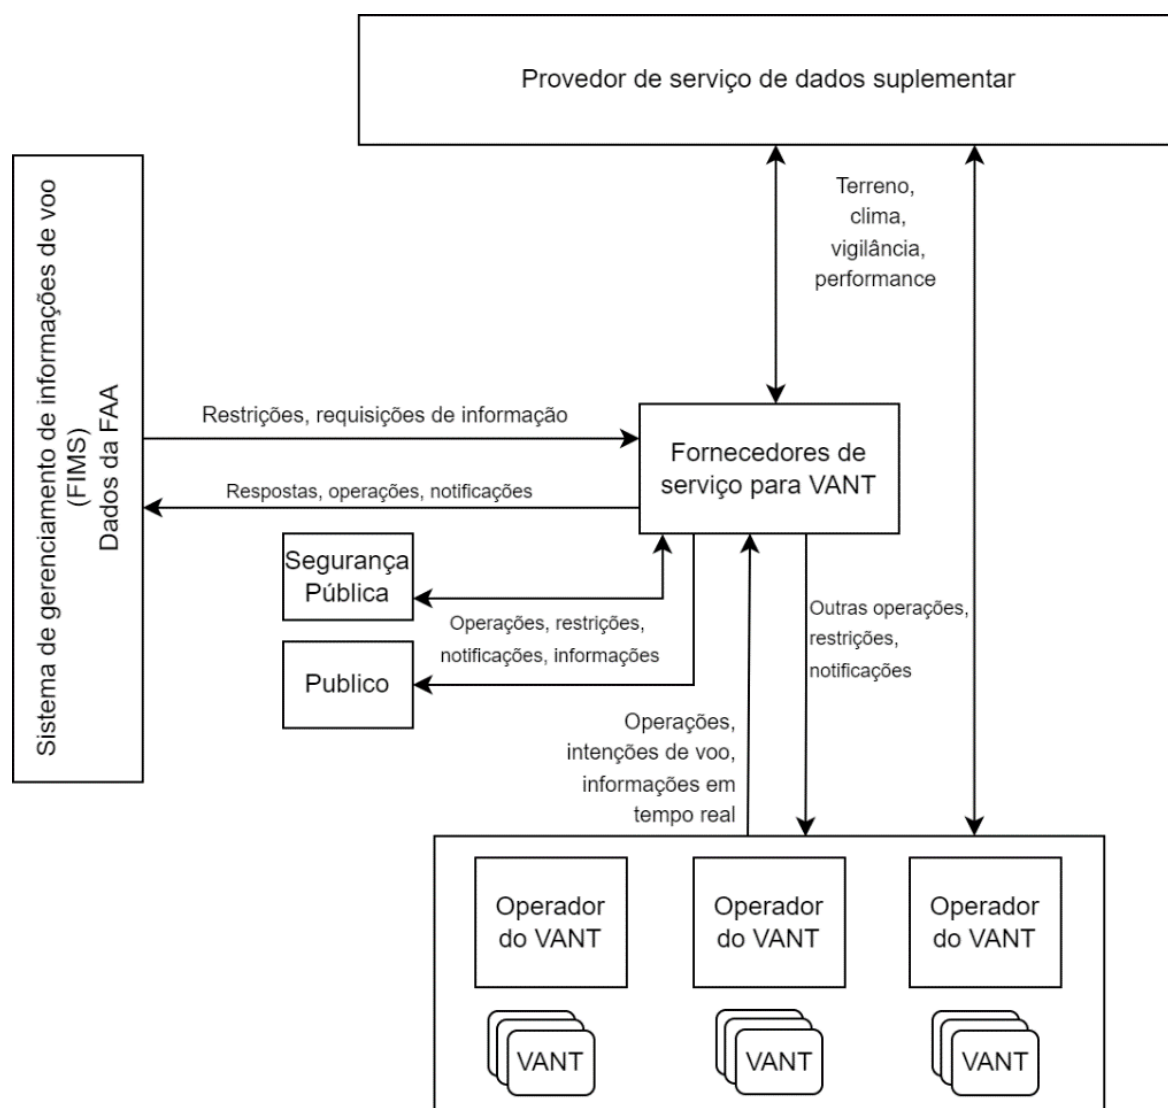 Provedor de serviço de dados suplementar
Sistema de gerenciamento de informações de voo
(FIMS)
Dados da FAA
Terreno,
clima,
vigilância,
performance
Restrições, requisições de informação
Fornecedores de
serviço para VANT
Respostas, operações, notificações
Segurança
Pública
Operações, restrições,
notificações, informações
Publico
Outras operações,
restrições,
notificações
Operações,
intenções de voo,
informações em
tempo real
Operador
do VANT
Operador
do VANT
Operador
do VANT
VANT
VANT
VANT